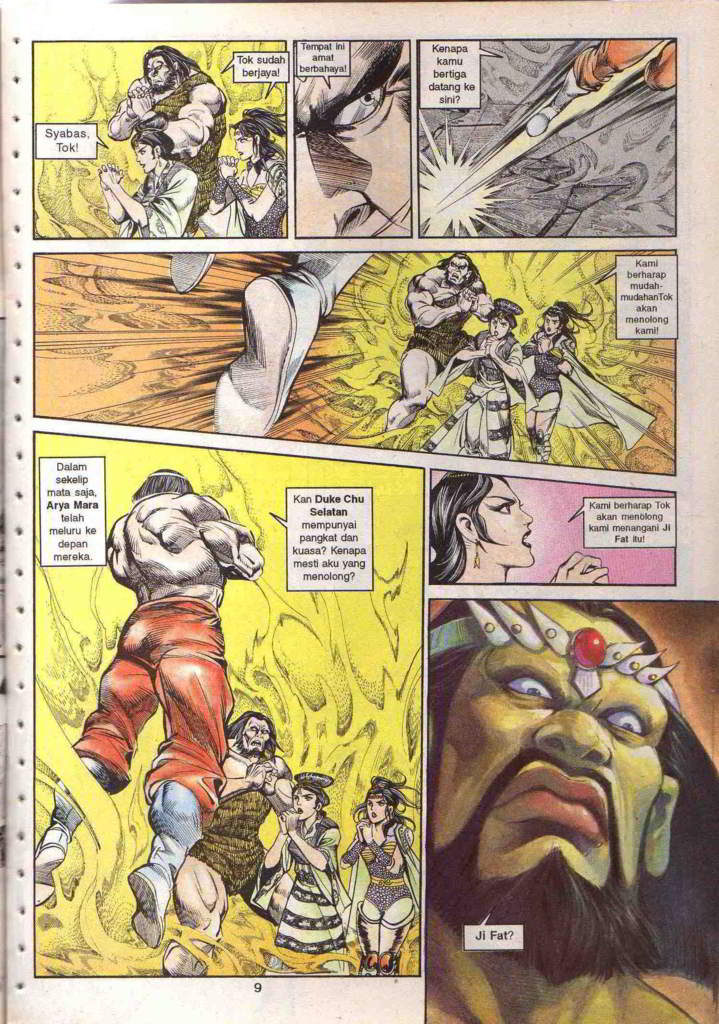 Syabas,
Tok!
Tok sudah
berjaya!
Tempat ini
amat
berbahaya!
Kenapa
kamu
bertiga
datang ke
sini?
Kami
berharap
mudah-
mudahanTok
akan
menolong
kami!
Dalam
sekelip
mata saja,
Arya Mara
telah
meluru ke
depan
mereka.
Kan Duke Chu
Selatan
mempunyai
pangkat dan
kuasa? Kenapa
mesti aku yang
menolong?
Kami berharap Tok
akan menolong
kami menangani Ji
Fat itu!
Ji Fat?
9